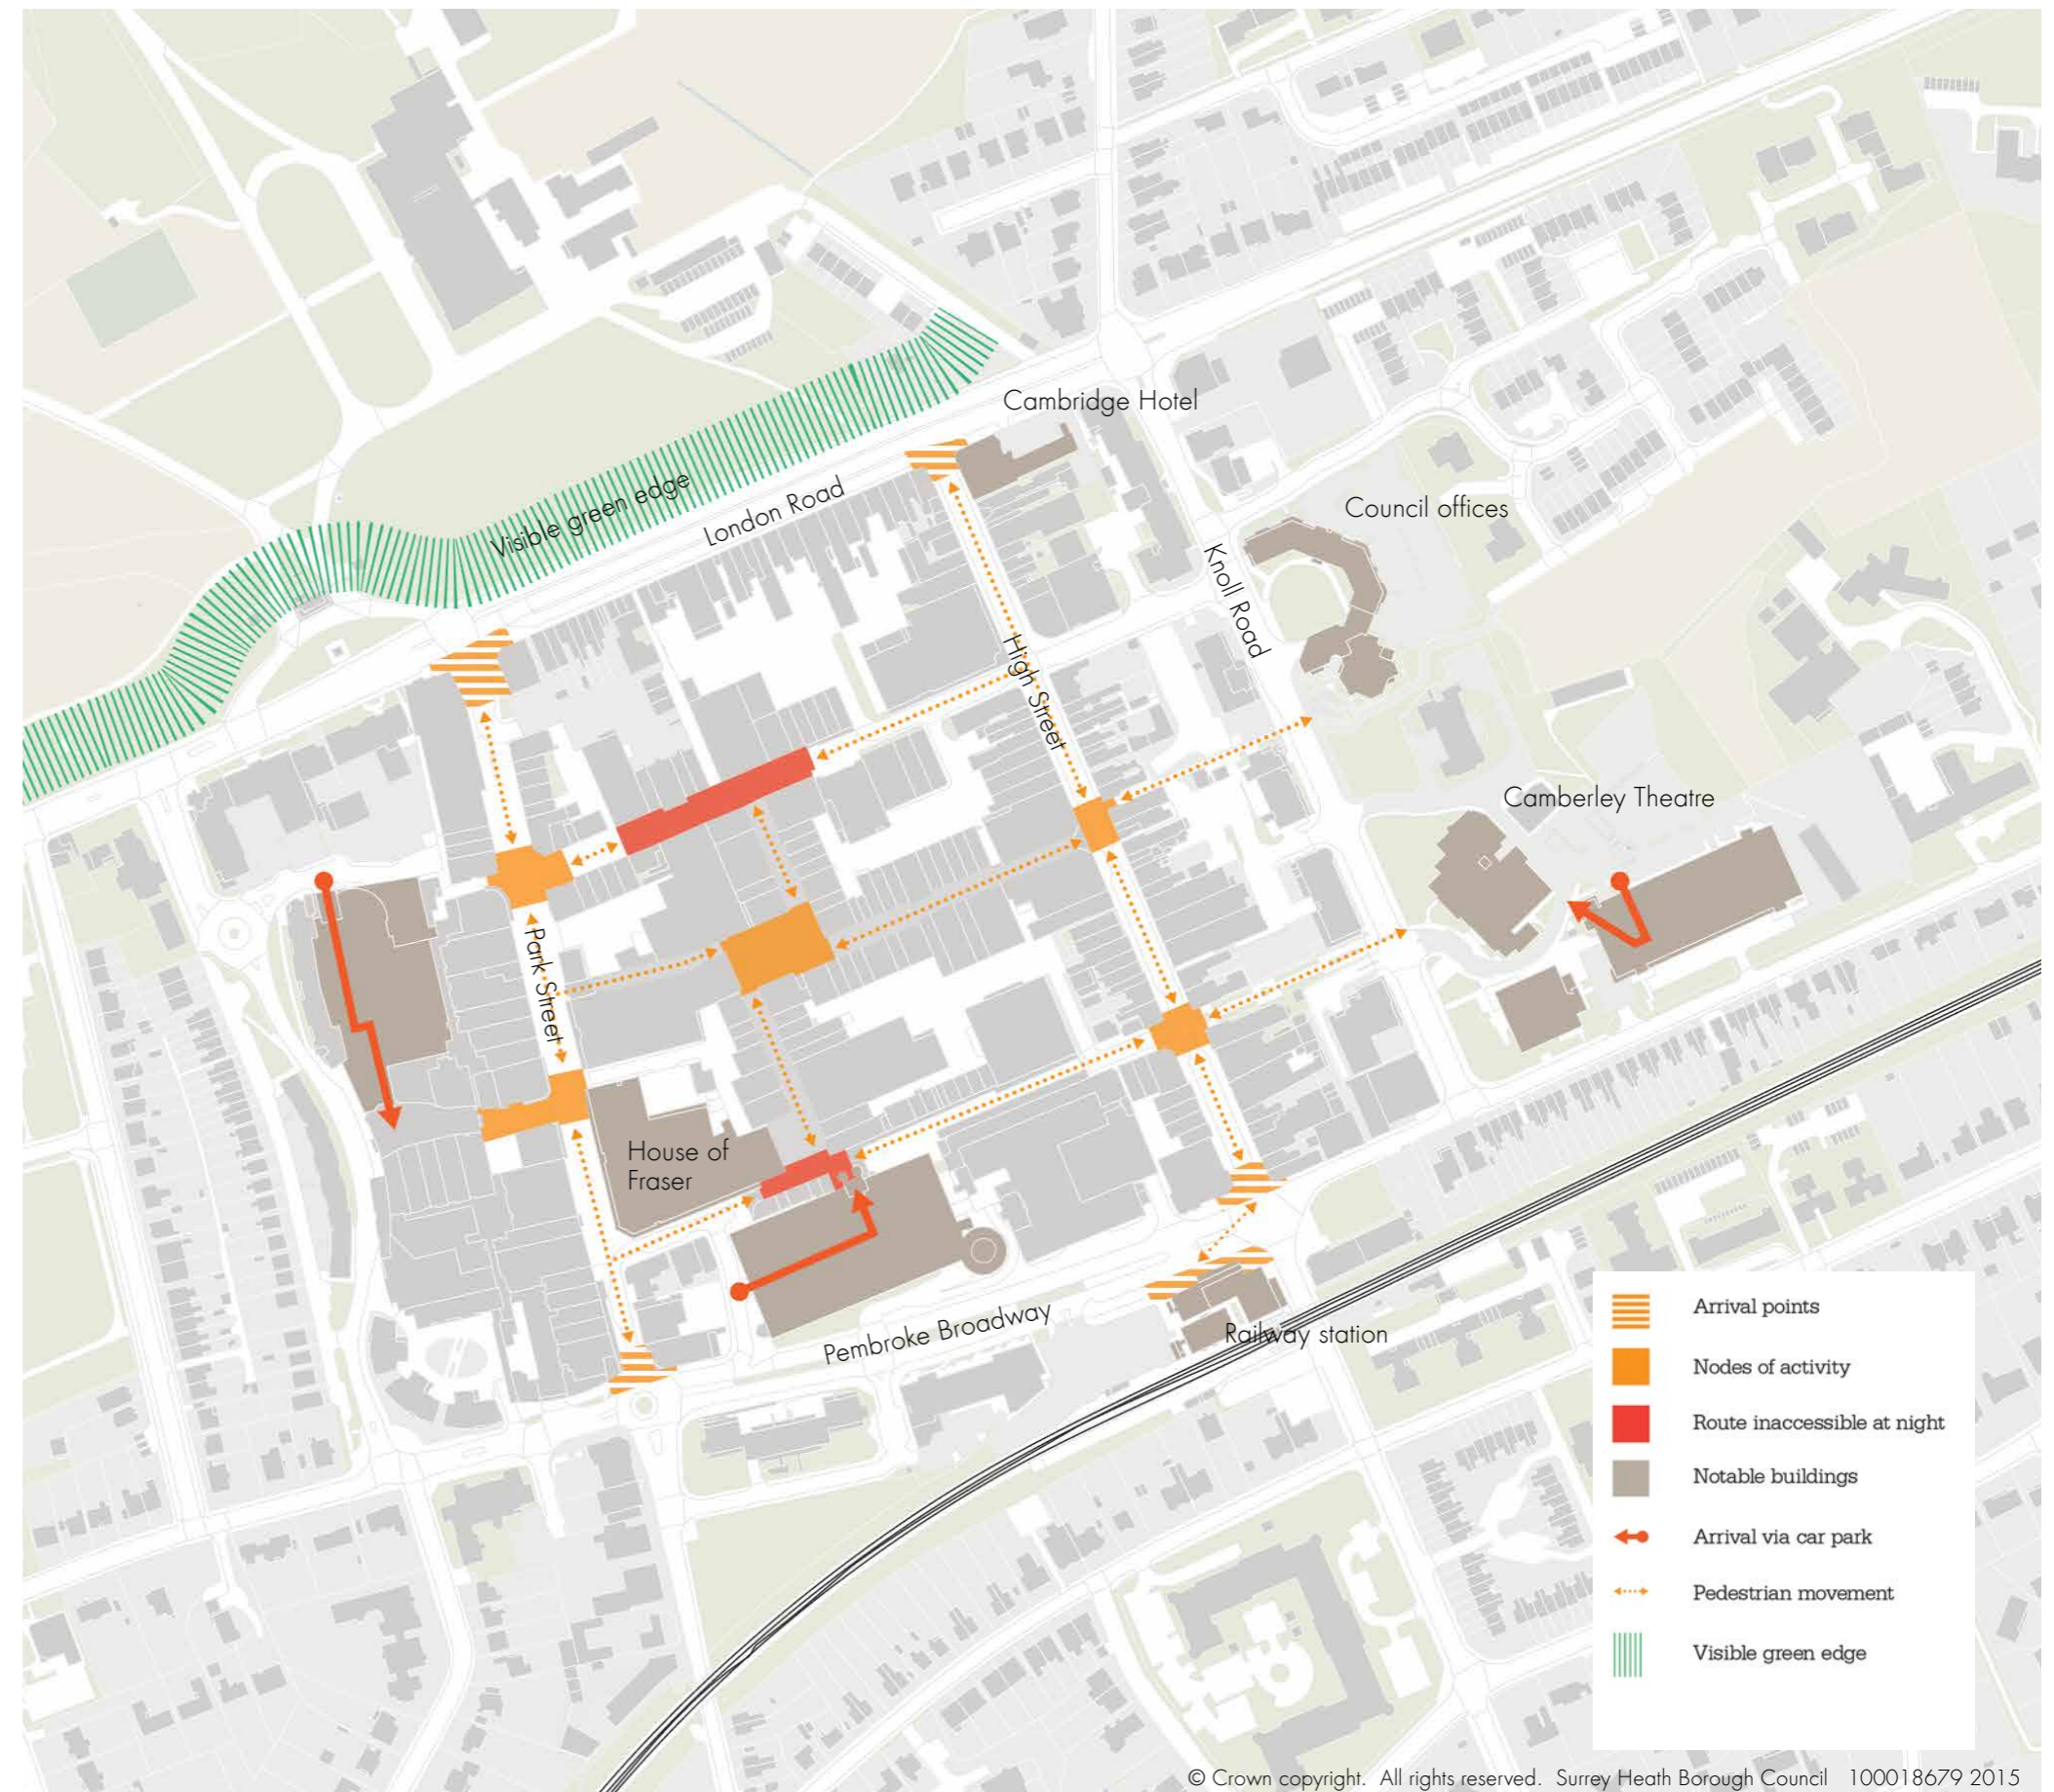 Cambridge Hotel
Visible green edge
London Road
Council offices
Knoll Road
High Street
Camberley Theatre
Park Street
House of
Fraser
Pembroke Broadway
Railway station
Arrival points
Nodes of activity
Route inaccessible at night
Notable buildings
Arrival via car park
Pedestrian movement
Visible green edge
© Crown copyright. All rights reserved. Surrey Heath Borough Council 100018679 2015